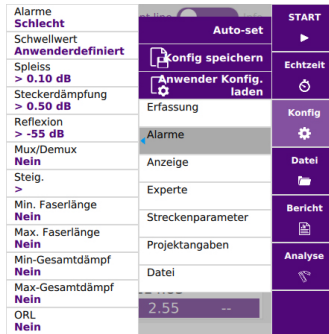 Alarme
Schlecht
Schwellwert
Anwenderdefiniert
Spleiss
> 0.10 dB
Steckerdämpfung
> 0.50 dB
Reflexion
> -55 dB
Mux/Demux
Nein
Steig.
>
Min. Faserlänge
Nein
Max. Faserlänge
Nein
Min-Gesamtdämpf
Nein
Max-Gesamtdämpf
Nein
ORL
Nein
Auto-set
Konfig speichern
Anwender Konfig.
laden
Erfassung
Alarme
Anzeige
Experte
Streckenparameter
Projektangaben
Datei
2.55 --
START
Echtzeit
Konfig
Datei
Bericht
Analyse